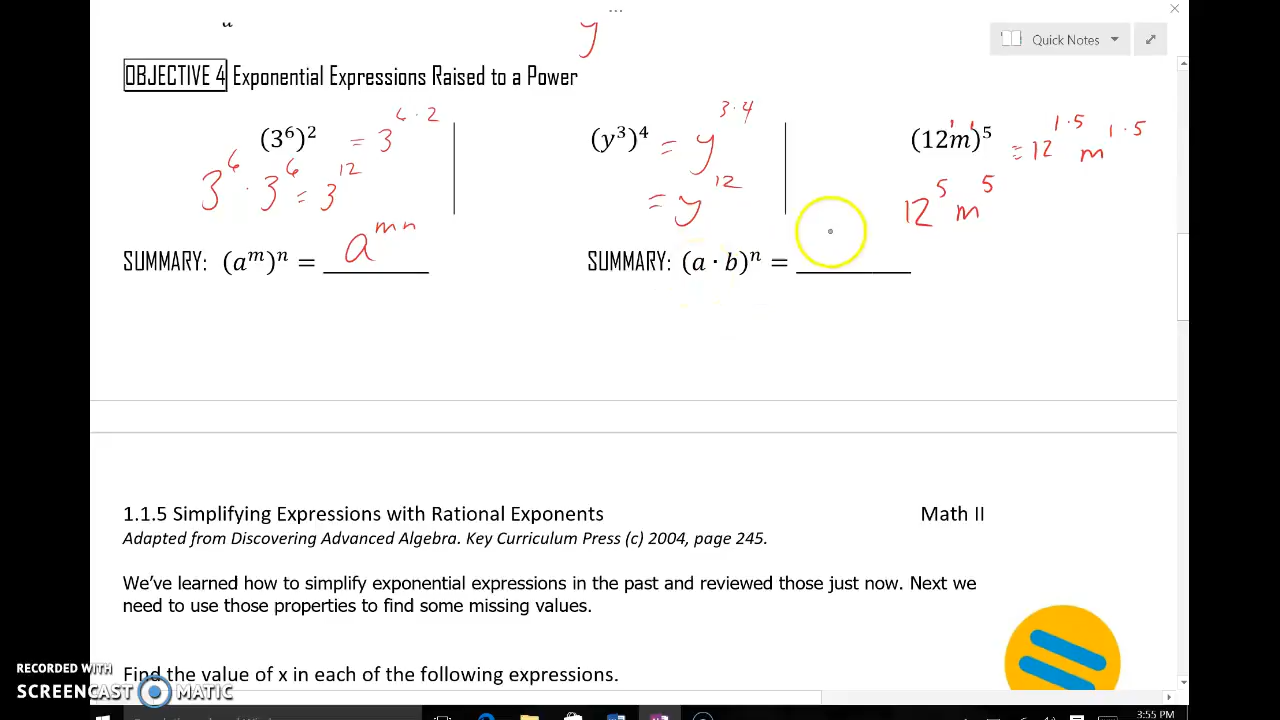 y
Quick Notes
OBJECTIVE 4 Exponential Expressions Raised to a Power
(3⁶)² = 3^6·2
3⁶ · 3⁶ = 3¹²
(y³)⁴ = y^3·4
= y¹²
(12¹m¹)⁵ = 12^1·5 m^1·5
12⁵ m⁵
SUMMARY: (aᵐ)ⁿ = a^mn
SUMMARY: (a · b)ⁿ = ________
1.1.5 Simplifying Expressions with Rational Exponents Math II
Adapted from Discovering Advanced Algebra. Key Curriculum Press (c) 2004, page 245.
We've learned how to simplify exponential expressions in the past and reviewed those just now. Next we
need to use those properties to find some missing values.
Find the value of x in each of the following expressions.
RECORDED WITH
SCREENCAST MATIC
3:55 PM